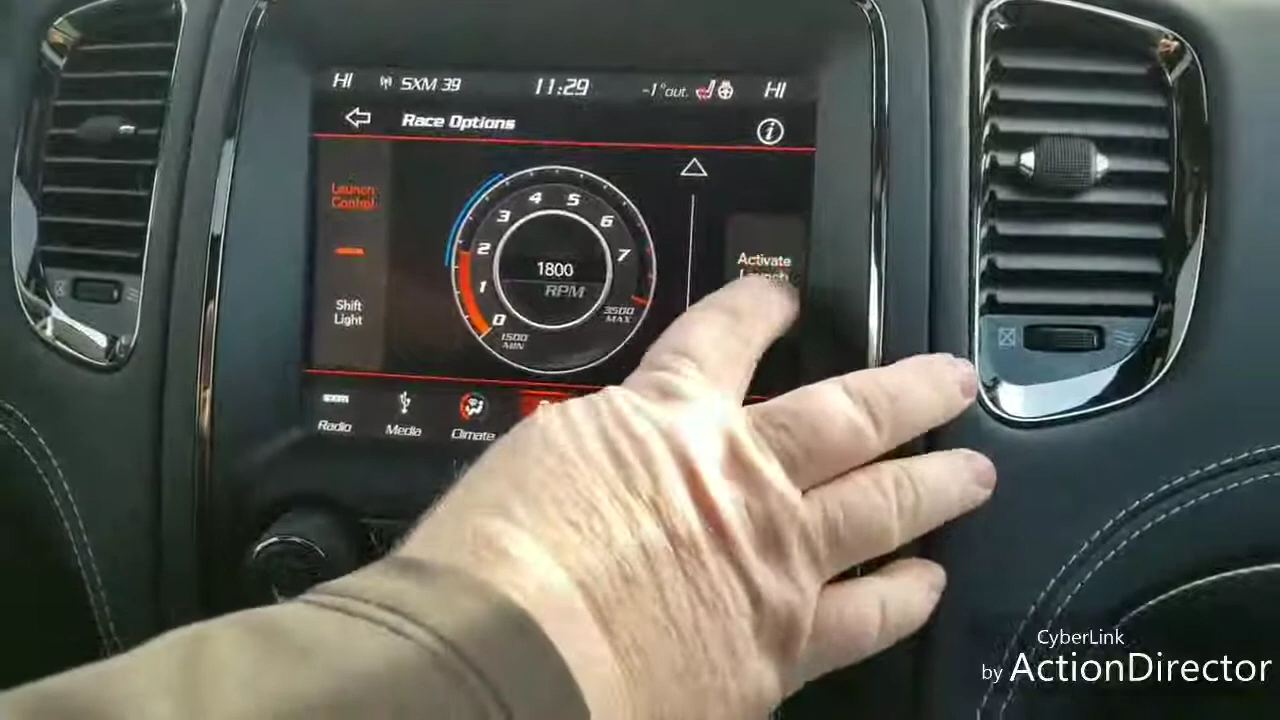 HI SXM 39 11:29 -1°out. HI
Race Options
Launch
Control
Shift
Light
0
1
2
3
4
5
6
7
1800
RPM
1500
MIN
3500
MAX
Activate
Launch
Radio
Media
Climate
CyberLink
by ActionDirector